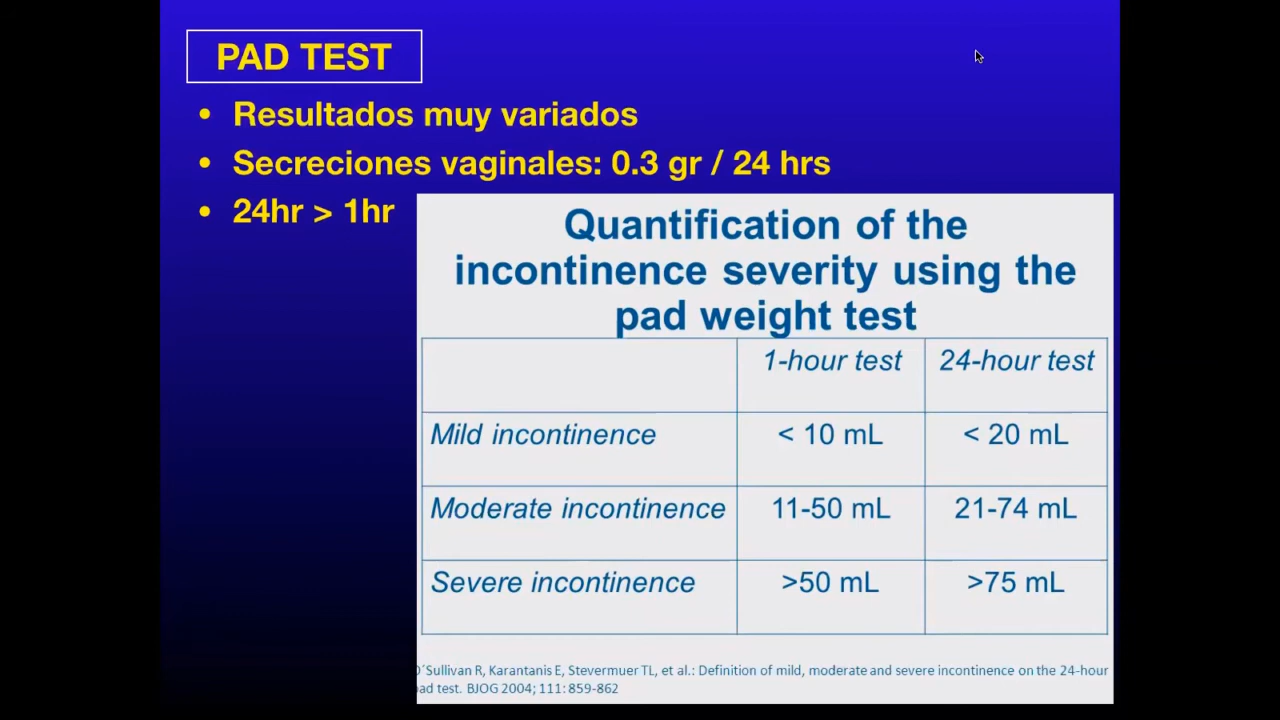 PAD TEST
• Resultados muy variados
• Secreciones vaginales: 0.3 gr / 24 hrs
• 24hr > 1hr
Quantification of the
incontinence severity using the
pad weight test
1-hour test 24-hour test
Mild incontinence < 10 mL < 20 mL
Moderate incontinence 11-50 mL 21-74 mL
Severe incontinence >50 mL >75 mL
O´Sullivan R, Karantanis E, Stevermuer TL, et al.: Definition of mild, moderate and severe incontinence on the 24-hour
pad test. BJOG 2004; 111: 859-862